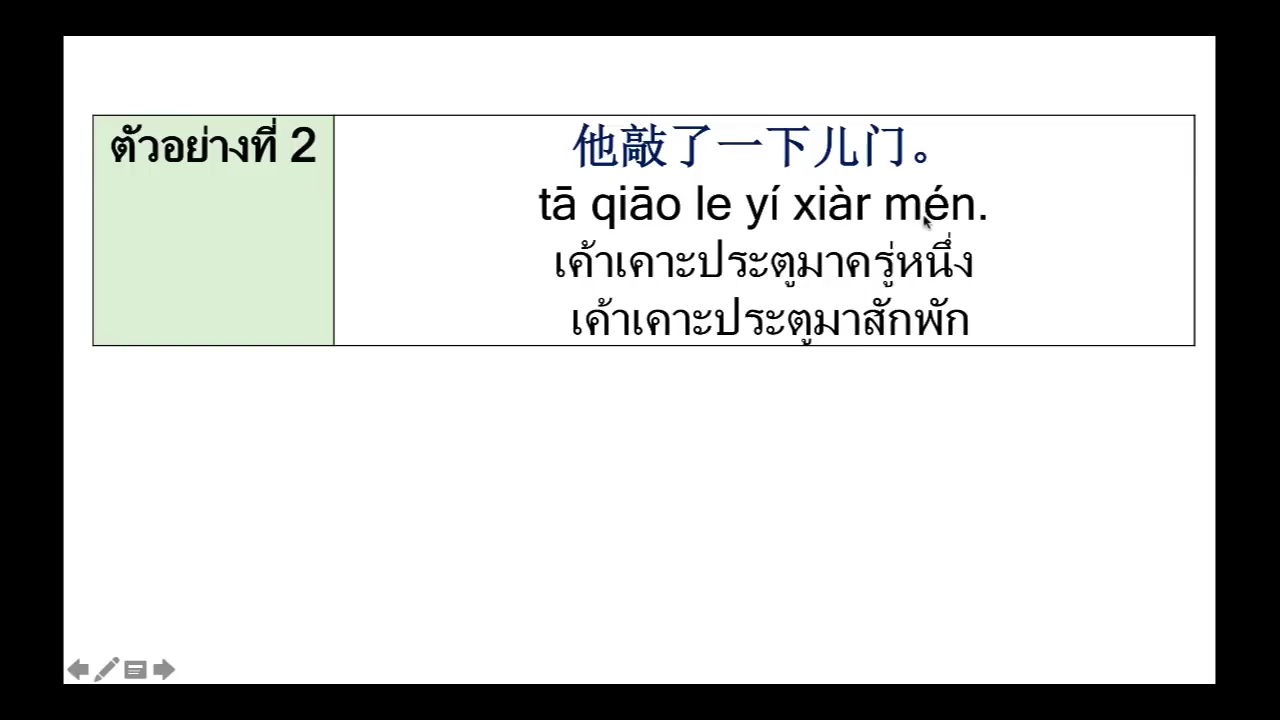 ตัวอย่างที่ 2
他敲了一下儿门。
tā qiāo le yí xiàr mén.
เค้าเคาะประตูมาครู่หนึ่ง
เค้าเคาะประตูมาสักพัก